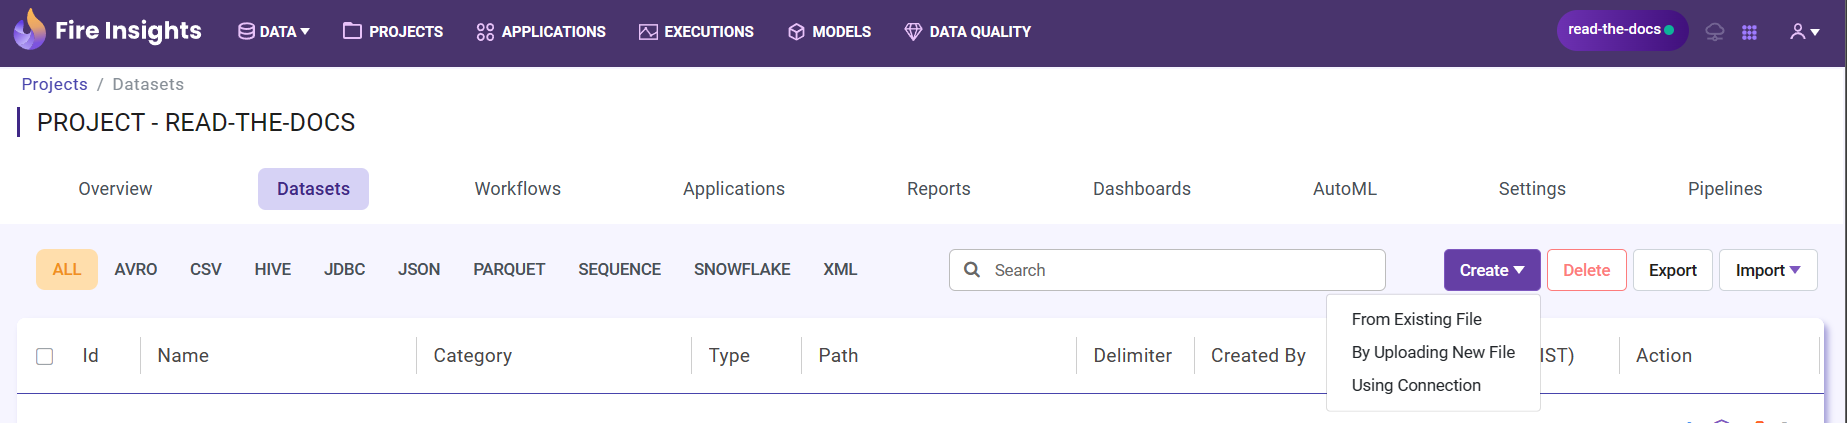 Fire Insights DATA PROJECTS APPLICATIONS EXECUTIONS MODELS DATA QUALITY read-the-docs
Projects / Datasets
PROJECT - READ-THE-DOCS
Overview Datasets Workflows Applications Reports Dashboards AutoML Settings Pipelines
ALL AVRO CSV HIVE JDBC JSON PARQUET SEQUENCE SNOWFLAKE XML Search Create Delete Export Import
From Existing File
By Uploading New File
Using Connection
Id Name Category Type Path Delimiter Created By IST) Action